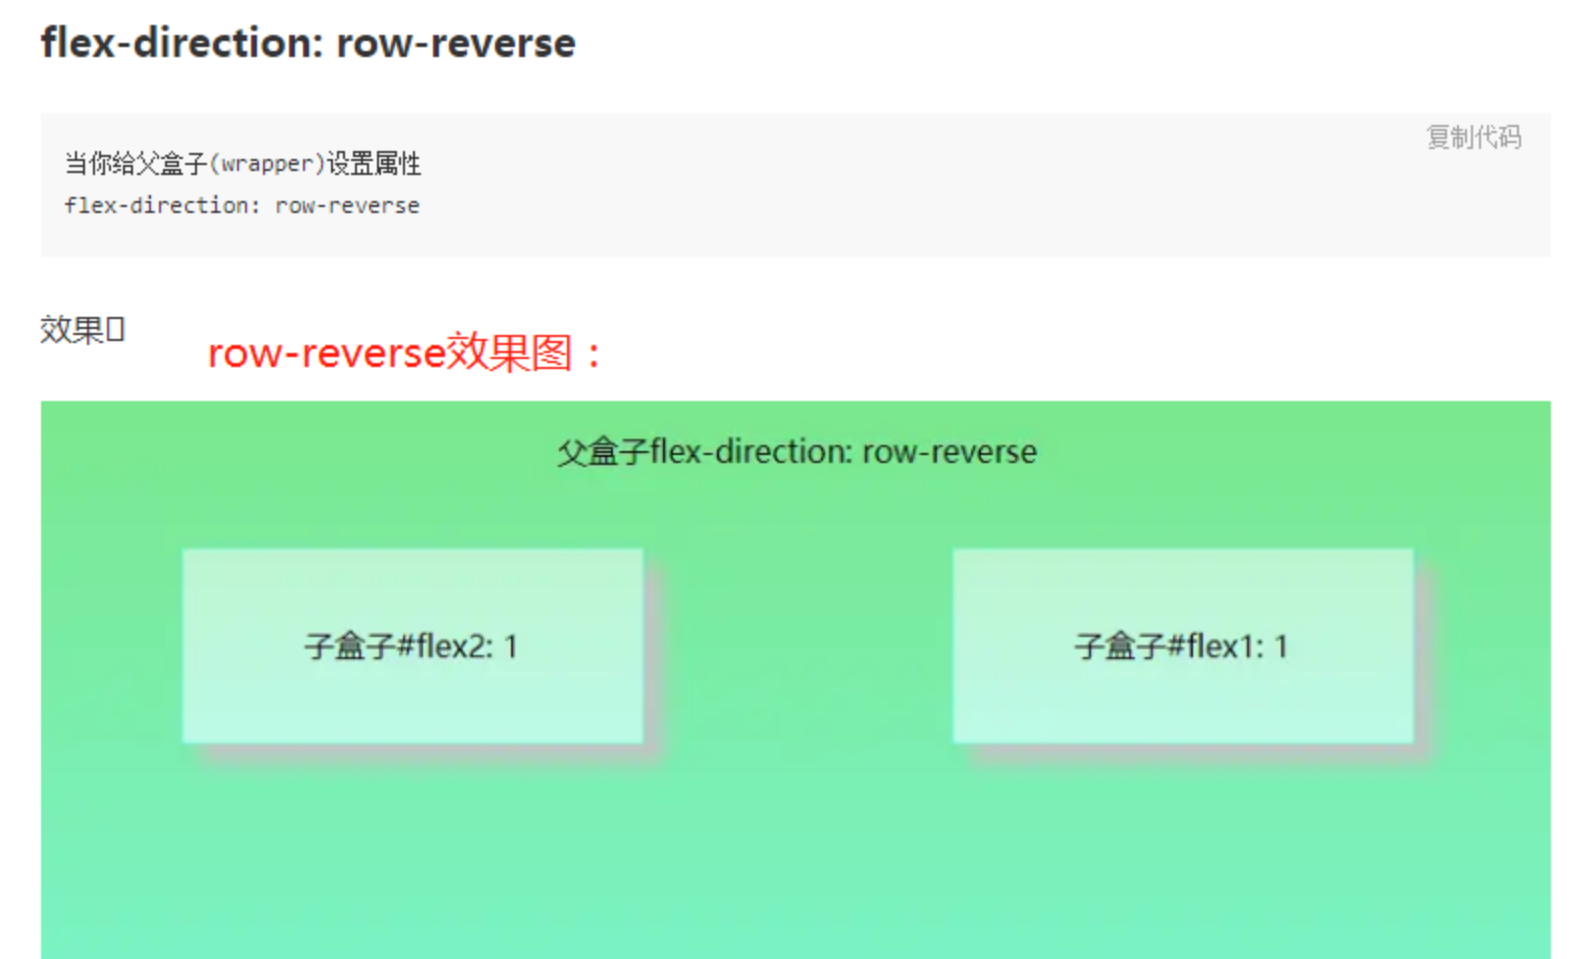 flex-direction: row-reverse
复制代码
当你给父盒子(wrapper)设置属性
flex-direction: row-reverse
效果
row-reverse效果图：
父盒子flex-direction: row-reverse
子盒子#flex2: 1
子盒子#flex1: 1